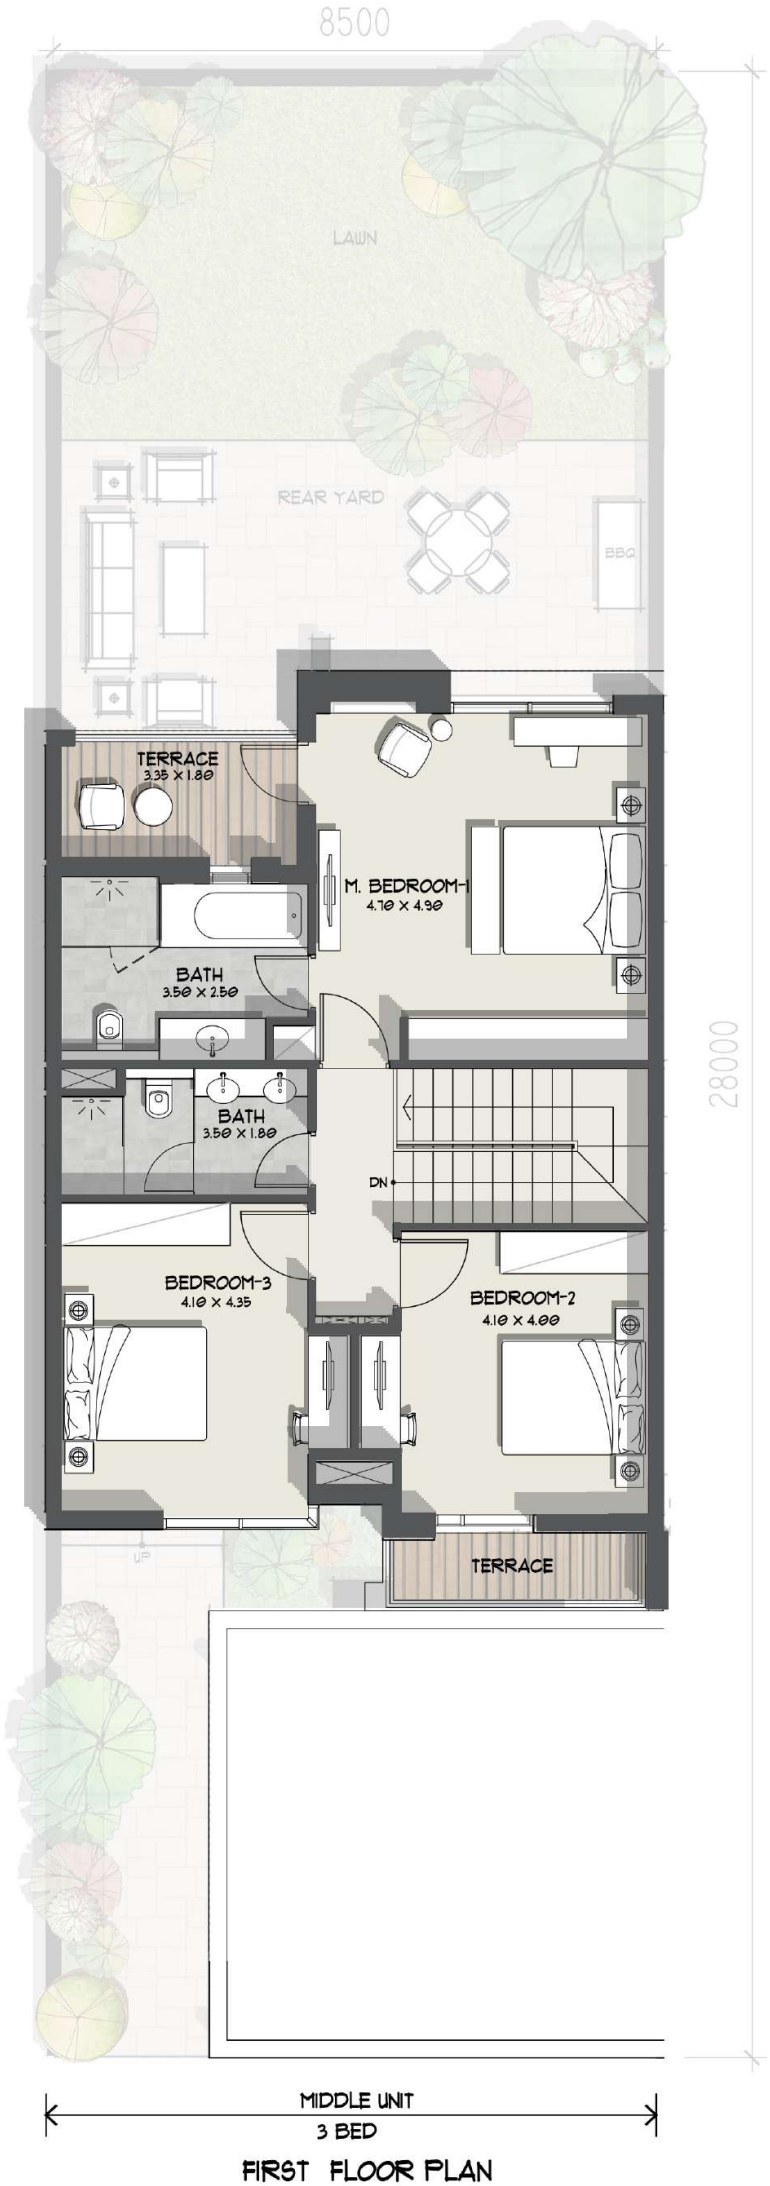 8500
LAWN
REAR YARD
BBQ
TERRACE
3.35 X 1.80
M. BEDROOM-1
4.70 X 4.90
BATH
3.50 X 2.50
28000
BATH
3.50 X 1.80
DN
BEDROOM-3
4.10 X 4.35
BEDROOM-2
4.10 X 4.00
UP
TERRACE
MIDDLE UNIT
3 BED
FIRST FLOOR PLAN